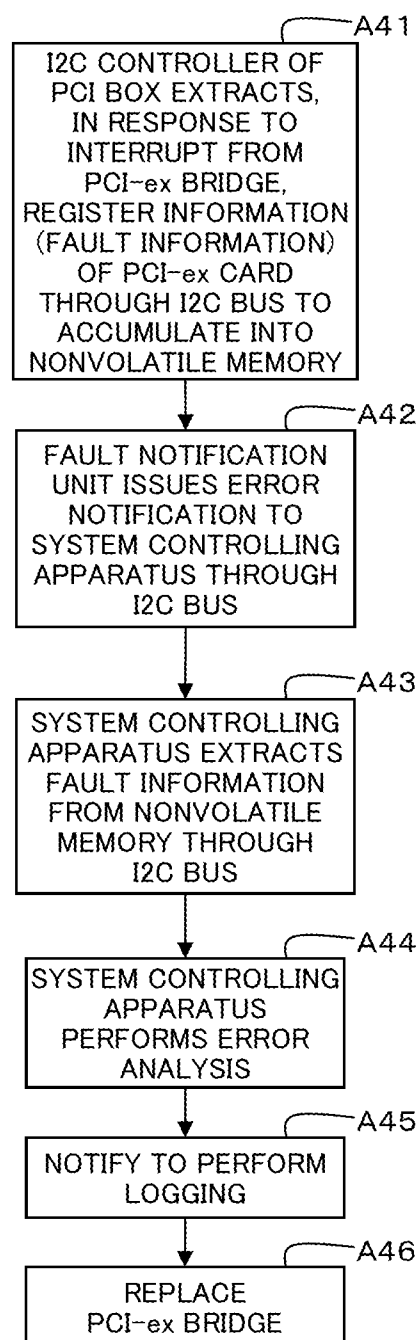 A41
I2C CONTROLLER OF
PCI BOX EXTRACTS,
IN RESPONSE TO
INTERRUPT FROM
PCI-ex BRIDGE,
REGISTER INFORMATION
(FAULT INFORMATION)
OF PCI-ex CARD
THROUGH I2C BUS TO
ACCUMULATE INTO
NONVOLATILE MEMORY
A42
FAULT NOTIFICATION
UNIT ISSUES ERROR
NOTIFICATION TO
SYSTEM CONTROLLING
APPARATUS THROUGH
I2C BUS
A43
SYSTEM CONTROLLING
APPARATUS EXTRACTS
FAULT INFORMATION
FROM NONVOLATILE
MEMORY THROUGH
I2C BUS
A44
SYSTEM CONTROLLING
APPARATUS
PERFORMS ERROR
ANALYSIS
A45
NOTIFY TO PERFORM
LOGGING
A46
REPLACE
PCI-ex BRIDGE